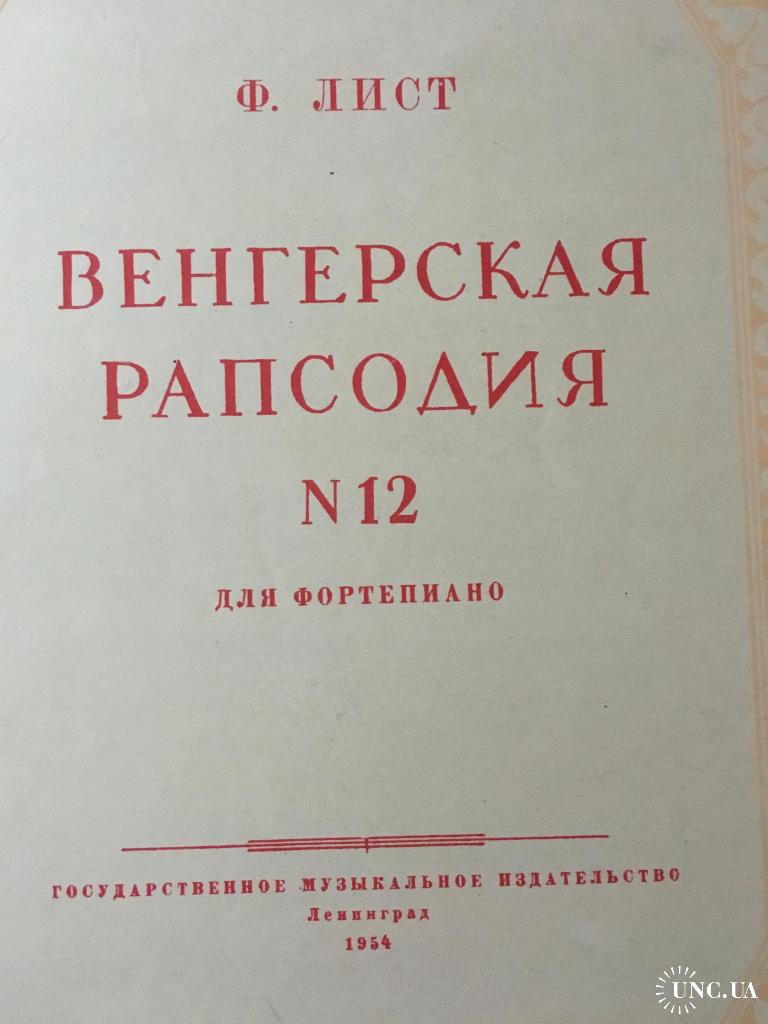 Ф. ЛИСТ
ВЕНГЕРСКАЯ
РАПСОДИЯ
N 12
ДЛЯ ФОРТЕПИАНО
ГОСУДАРСТВЕННОЕ МУЗЫКАЛЬНОЕ ИЗДАТЕЛЬСТВО
Ленинград
1954
UNC.UA